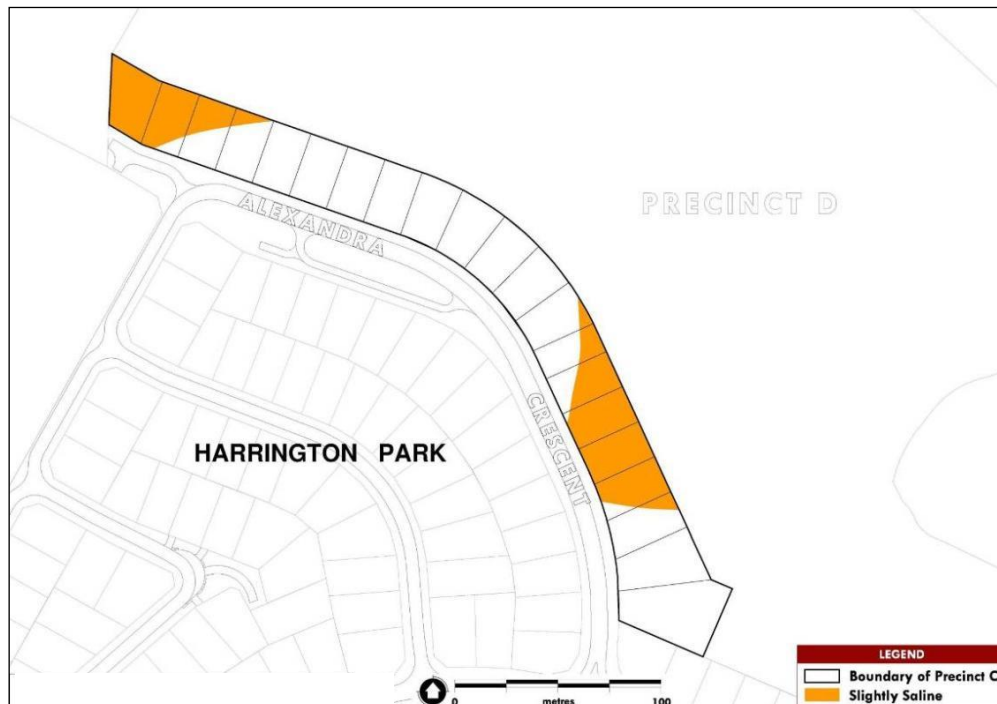 PRECINCT D
ALEXANDRA
CRESCENT
HARRINGTON PARK
LEGEND
Boundary of Precinct C
Slightly Saline
0 metres 100